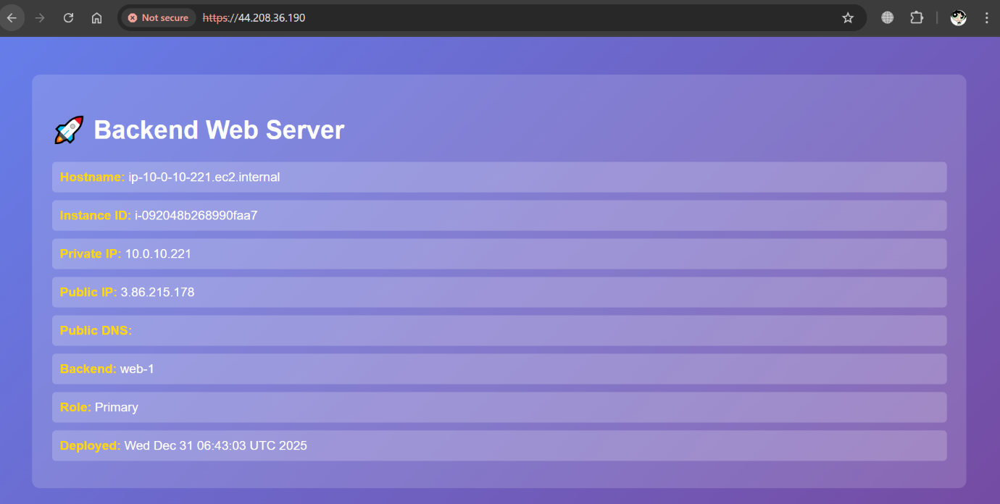 Not secure https://44.208.36.190
🚀 Backend Web Server
Hostname: ip-10-0-10-221.ec2.internal
Instance ID: i-092048b268990faa7
Private IP: 10.0.10.221
Public IP: 3.86.215.178
Public DNS:
Backend: web-1
Role: Primary
Deployed: Wed Dec 31 06:43:03 UTC 2025